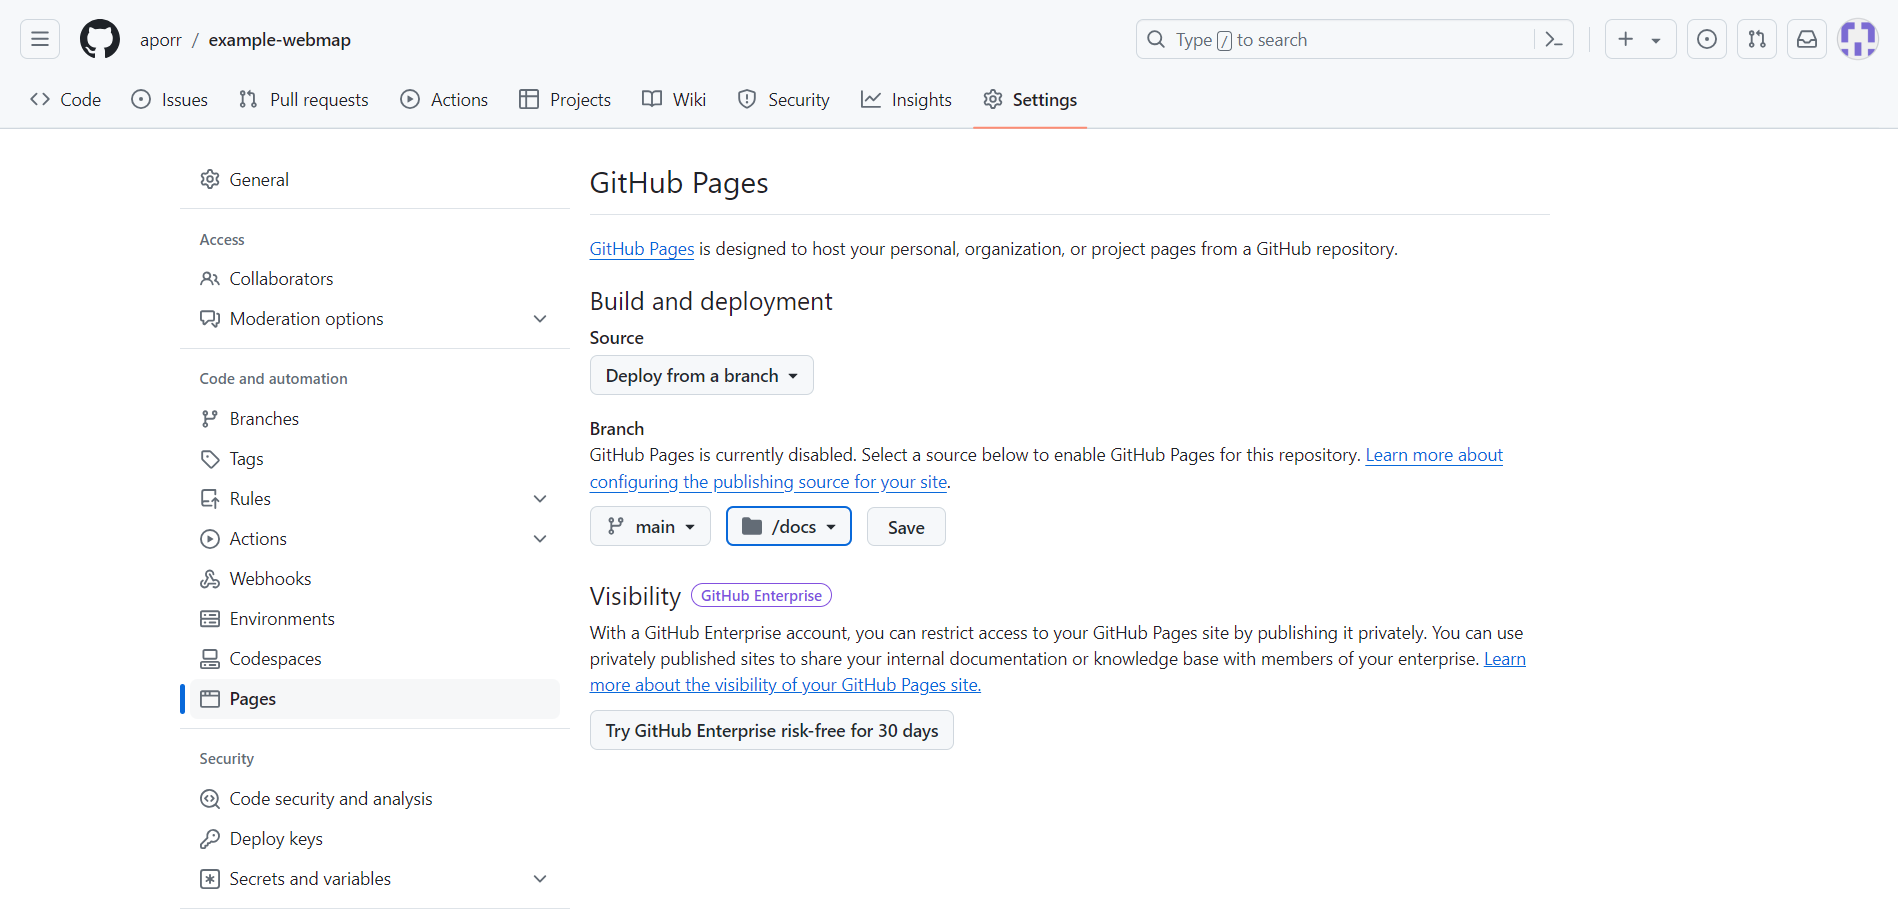 aporr / example-webmap
Type / to search
Code
Issues
Pull requests
Actions
Projects
Wiki
Security
Insights
Settings
General
Access
Collaborators
Moderation options
Code and automation
Branches
Tags
Rules
Actions
Webhooks
Environments
Codespaces
Pages
Security
Code security and analysis
Deploy keys
Secrets and variables
GitHub Pages
GitHub Pages is designed to host your personal, organization, or project pages from a GitHub repository.
Build and deployment
Source
Deploy from a branch
Branch
GitHub Pages is currently disabled. Select a source below to enable GitHub Pages for this repository. Learn more about
configuring the publishing source for your site.
main
/docs
Save
Visibility GitHub Enterprise
With a GitHub Enterprise account, you can restrict access to your GitHub Pages site by publishing it privately. You can use
privately published sites to share your internal documentation or knowledge base with members of your enterprise. Learn
more about the visibility of your GitHub Pages site.
Try GitHub Enterprise risk-free for 30 days